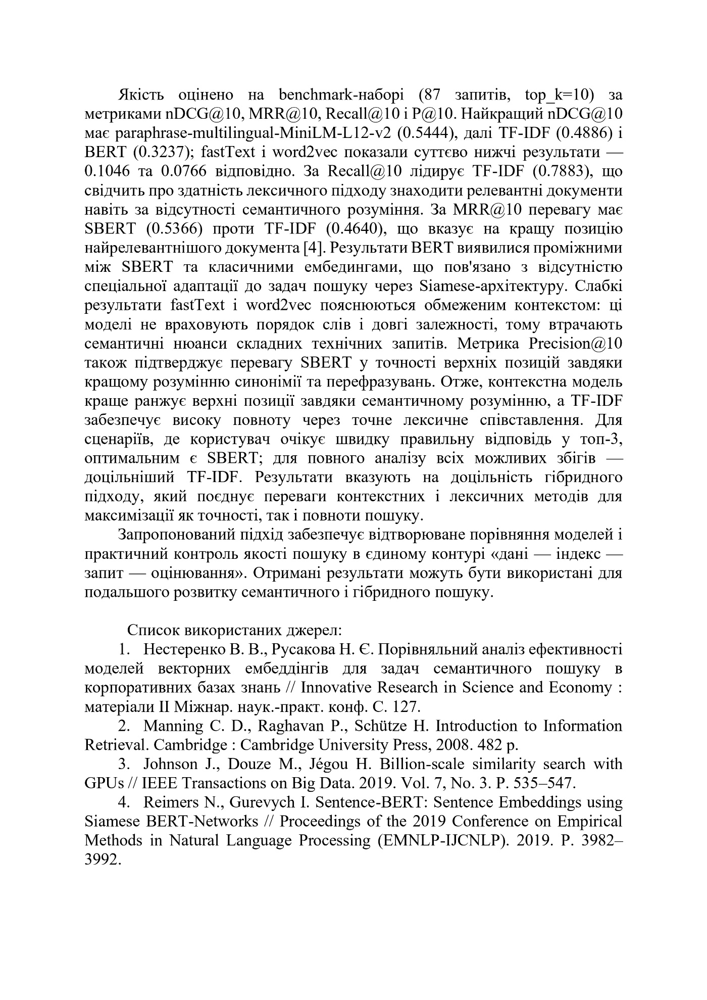 Якість оцінено на benchmark-наборі (87 запитів, top_k=10) за
метриками nDCG@10, MRR@10, Recall@10 і P@10. Найкращий nDCG@10
має paraphrase-multilingual-MiniLM-L12-v2 (0.5444), далі TF-IDF (0.4886) і
BERT (0.3237); fastText і word2vec показали суттєво нижчі результати —
0.1046 та 0.0766 відповідно. За Recall@10 лідирує TF-IDF (0.7883), що
свідчить про здатність лексичного підходу знаходити релевантні документи
навіть за відсутності семантичного розуміння. За MRR@10 перевагу має
SBERT (0.5366) проти TF-IDF (0.4640), що вказує на кращу позицію
найрелевантнішого документа [4]. Результати BERT виявилися проміжними
між SBERT та класичними ембедингами, що пов'язано з відсутністю
спеціальної адаптації до задач пошуку через Siamese-архітектуру. Слабкі
результати fastText і word2vec пояснюються обмеженим контекстом: ці
моделі не враховують порядок слів і довгі залежності, тому втрачають
семантичні нюанси складних технічних запитів. Метрика Precision@10
також підтверджує перевагу SBERT у точності верхніх позицій завдяки
кращому розумінню синонімії та перефразувань. Отже, контекстна модель
краще ранжує верхні позиції завдяки семантичному розумінню, а TF-IDF
забезпечує високу повноту через точне лексичне співставлення. Для
сценаріїв, де користувач очікує швидку правильну відповідь у топ-3,
оптимальним є SBERT; для повного аналізу всіх можливих збігів —
доцільніший TF-IDF. Результати вказують на доцільність гібридного
підходу, який поєднує переваги контекстних і лексичних методів для
максимізації як точності, так і повноти пошуку.
Запропонований підхід забезпечує відтворюване порівняння моделей і
практичний контроль якості пошуку в єдиному контурі «дані — індекс —
запит — оцінювання». Отримані результати можуть бути використані для
подальшого розвитку семантичного і гібридного пошуку.
Список використаних джерел:
1. Нестеренко В. В., Русакова Н. Є. Порівняльний аналіз ефективності
моделей векторних ембеддінгів для задач семантичного пошуку в
корпоративних базах знань // Innovative Research in Science and Economy :
матеріали II Міжнар. наук.-практ. конф. С. 127.
2. Manning C. D., Raghavan P., Schütze H. Introduction to Information
Retrieval. Cambridge : Cambridge University Press, 2008. 482 p.
3. Johnson J., Douze M., Jégou H. Billion-scale similarity search with
GPUs // IEEE Transactions on Big Data. 2019. Vol. 7, No. 3. P. 535–547.
4. Reimers N., Gurevych I. Sentence-BERT: Sentence Embeddings using
Siamese BERT-Networks // Proceedings of the 2019 Conference on Empirical
Methods in Natural Language Processing (EMNLP-IJCNLP). 2019. P. 3982–
3992.